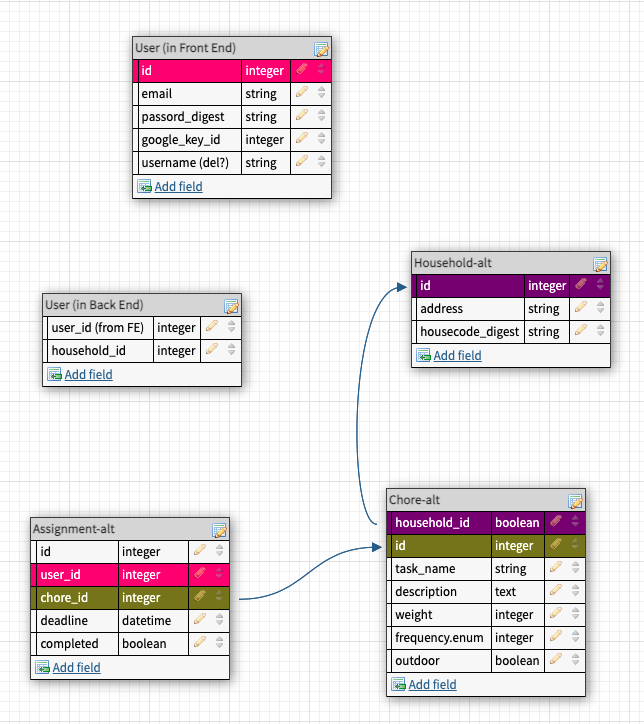 User (in Front End)
id integer
email string
passord_digest string
google_key_id integer
username (del?) string
Add field
Household-alt
id integer
address string
housecode_digest string
Add field
User (in Back End)
user_id (from FE) integer
household_id integer
Add field
Chore-alt
household_id boolean
id integer
task_name string
description text
weight integer
frequency.enum integer
outdoor boolean
Add field
Assignment-alt
id integer
user_id integer
chore_id integer
deadline datetime
completed boolean
Add field